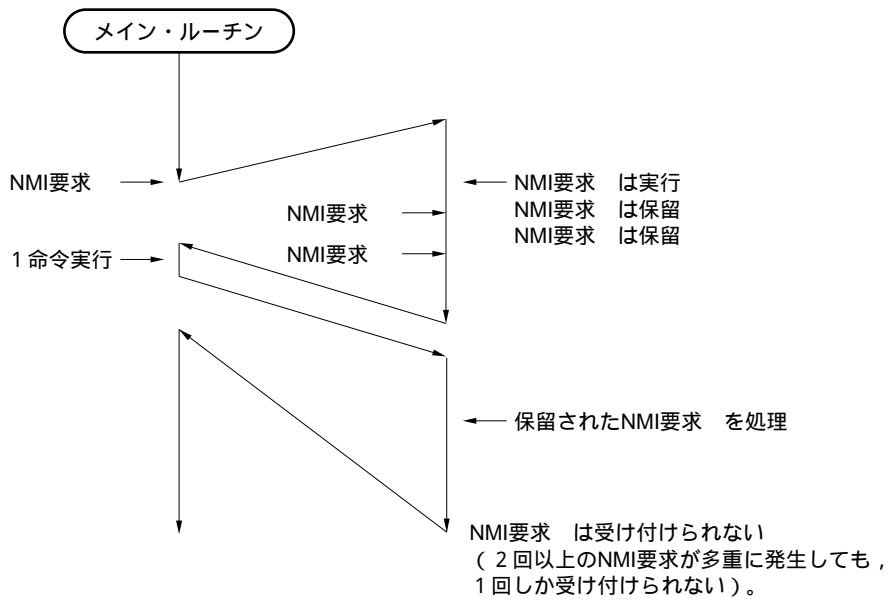 メイン・ルーチン
NMI要求
NMI要求　は実行
NMI要求
NMI要求　は保留
NMI要求　は保留
1命令実行
NMI要求
保留されたNMI要求　を処理
NMI要求　は受け付けられない
（2回以上のNMI要求が多重に発生しても，
1回しか受け付けられない）。